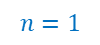 n = 1